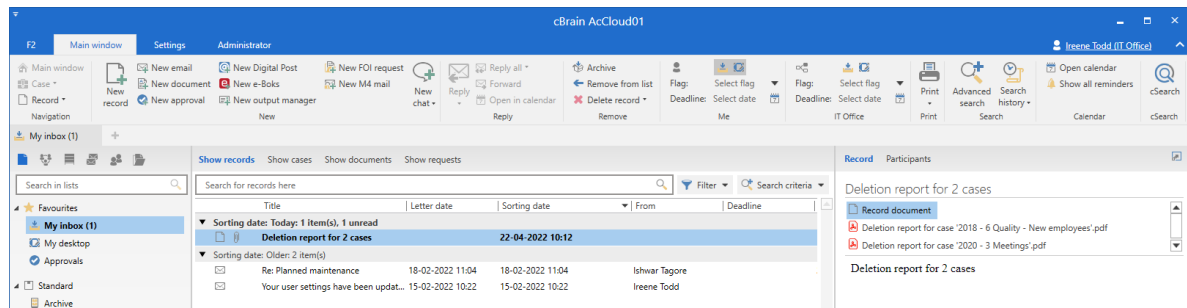 cBrain AcCloud01
F2 Main window Settings Administrator Ireene Todd (IT Office)
Main window
Case
Record
Navigation
New record
New email
New document
New approval
New Digital Post
New e-Boks
New output manager
New FOI request
New M4 mail
New chat
New
Reply
Reply all
Forward
Open in calendar
Reply
Archive
Remove from list
Delete record
Remove
Flag: Select flag
Deadline: Select date
Me
Flag: Select flag
Deadline: Select date
IT Office
Print
Print
Advanced search
Search history
Search
Open calendar
Show all reminders
Calendar
cSearch
cSearch
My inbox (1) +
Search in lists
Favourites
My inbox (1)
My desktop
Approvals
Standard
Archive
Show records Show cases Show documents Show requests
Search for records here Filter Search criteria
Title Letter date Sorting date From Deadline
Sorting date: Today: 1 item(s), 1 unread
Deletion report for 2 cases 22-04-2022 10:12
Sorting date: Older: 2 item(s)
Re: Planned maintenance 18-02-2022 11:04 18-02-2022 11:04 Ishwar Tagore
Your user settings have been updat... 15-02-2022 10:22 15-02-2022 10:22 Ireene Todd
Record Participants
Deletion report for 2 cases
Record document
Deletion report for case '2018 - 6 Quality - New employees'.pdf
Deletion report for case '2020 - 3 Meetings'.pdf
Deletion report for 2 cases